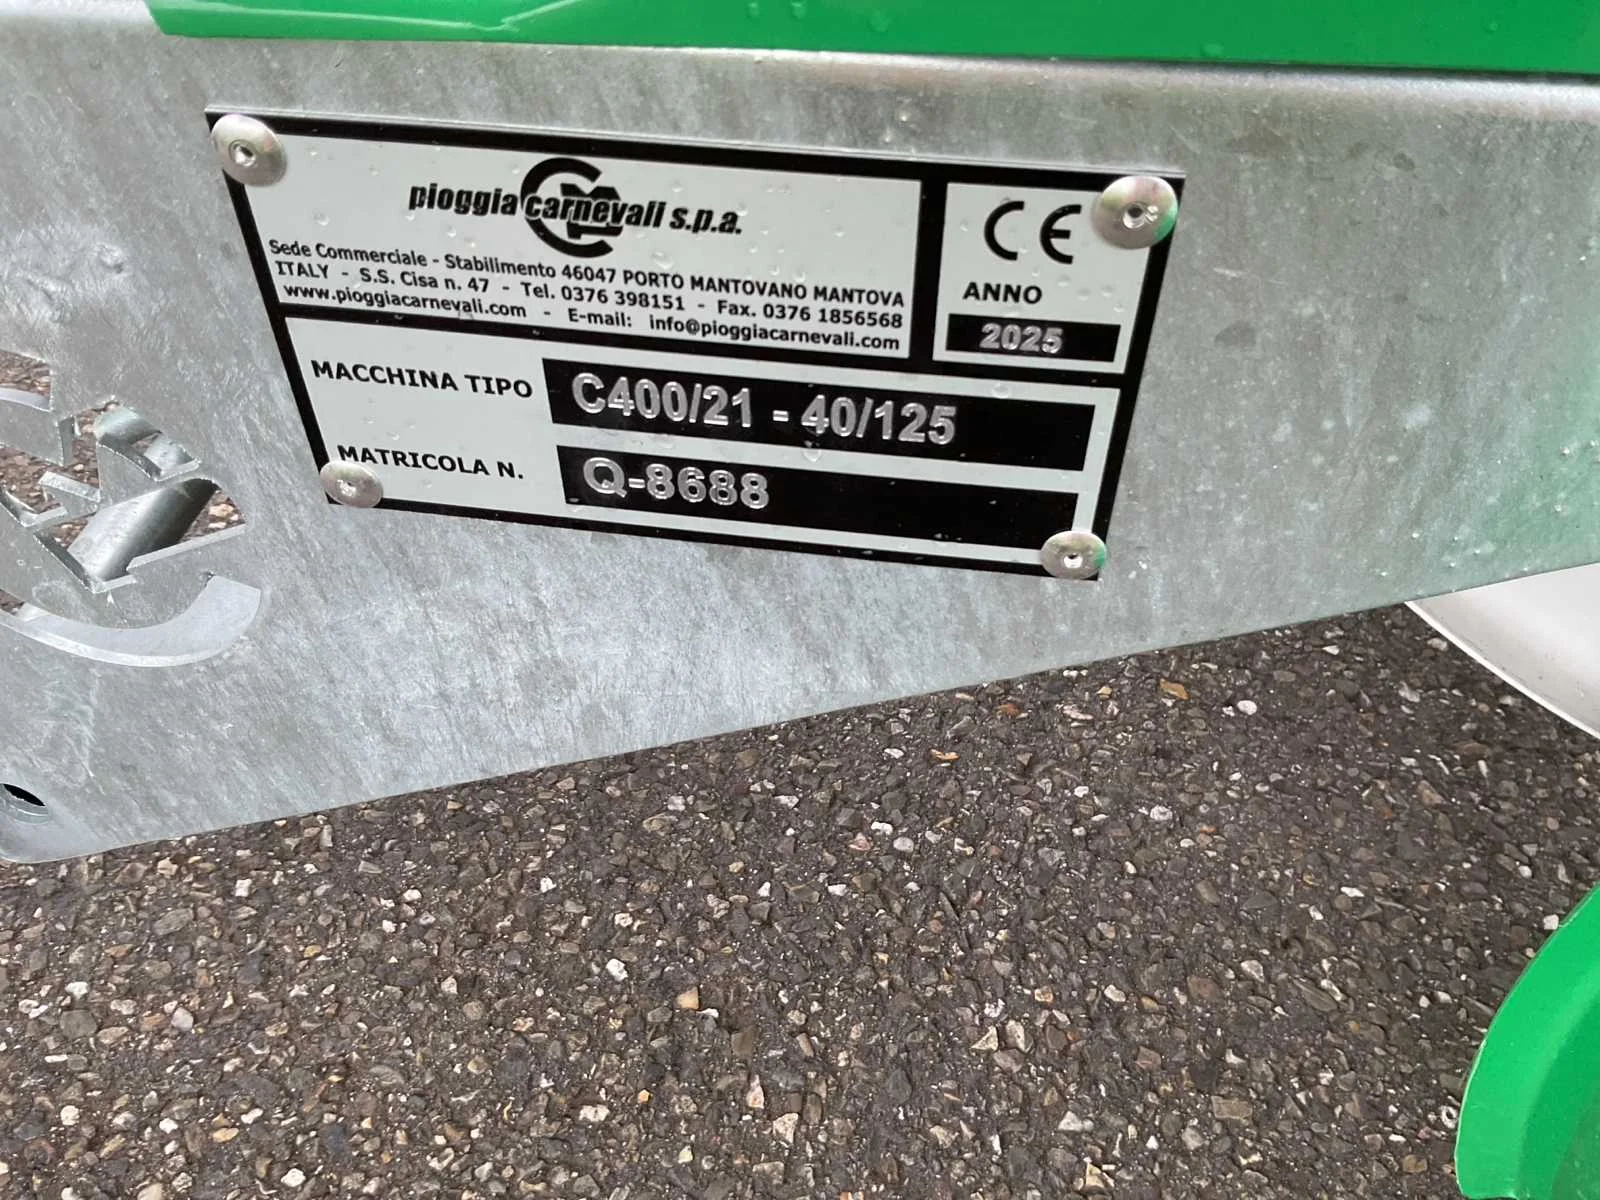 pioggia carnevali s.p.a.
Sede Commerciale - Stabilimento 46047 PORTO MANTOVANO MANTOVA
ITALY - S.S. Cisa n. 47 - Tel. 0376 398151 - Fax. 0376 1856568
www.pioggiacarnevali.com - E-mail: info@pioggiacarnevali.com
CE
ANNO
2025
MACCHINA TIPO C400/21 - 40/125
MATRICOLA N. Q-8688